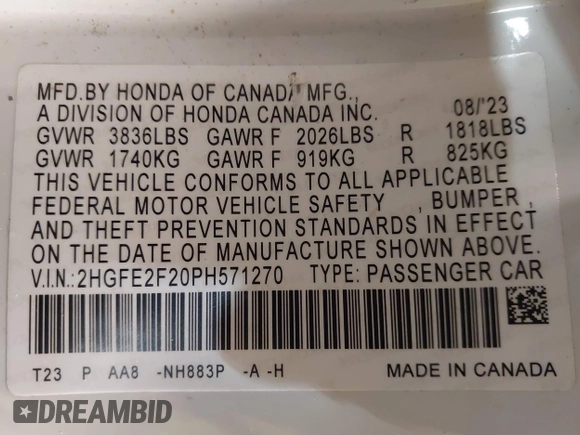 MFD.BY HONDA OF CANADA MFG.,
A DIVISION OF HONDA CANADA INC. 08/'23
GVWR 3836LBS GAWR F 2026LBS R 1818LBS
GVWR 1740KG GAWR F 919KG R 825KG
THIS VEHICLE CONFORMS TO ALL APPLICABLE
FEDERAL MOTOR VEHICLE SAFETY , BUMPER ,
AND THEFT PREVENTION STANDARDS IN EFFECT
ON THE DATE OF MANUFACTURE SHOWN ABOVE.
V.I.N.: 2HGFE2F20PH571270 TYPE: PASSENGER CAR
T23 P AA8 -NH883P -A -H MADE IN CANADA
DREAMBID